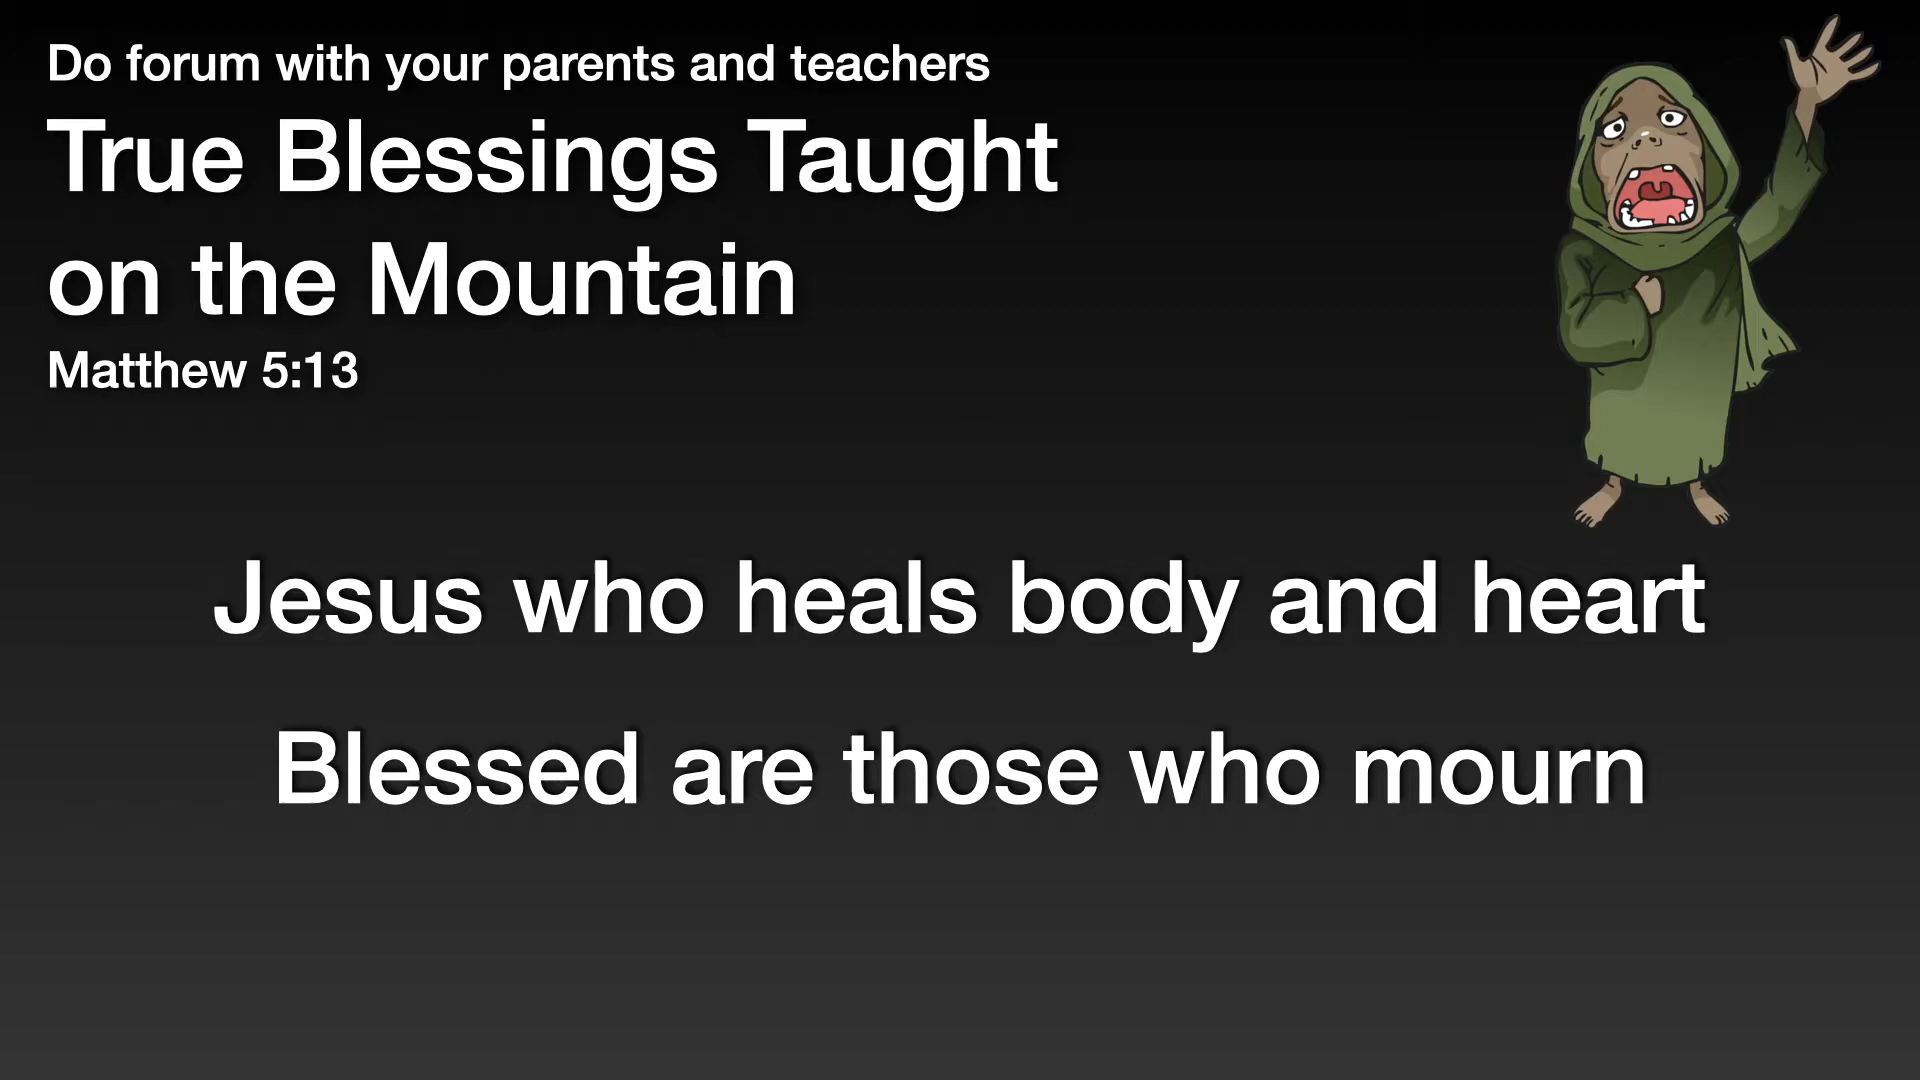 Do forum with your parents and teachers
True Blessings Taught
on the Mountain
Matthew 5:13
Jesus who heals body and heart
Blessed are those who mourn